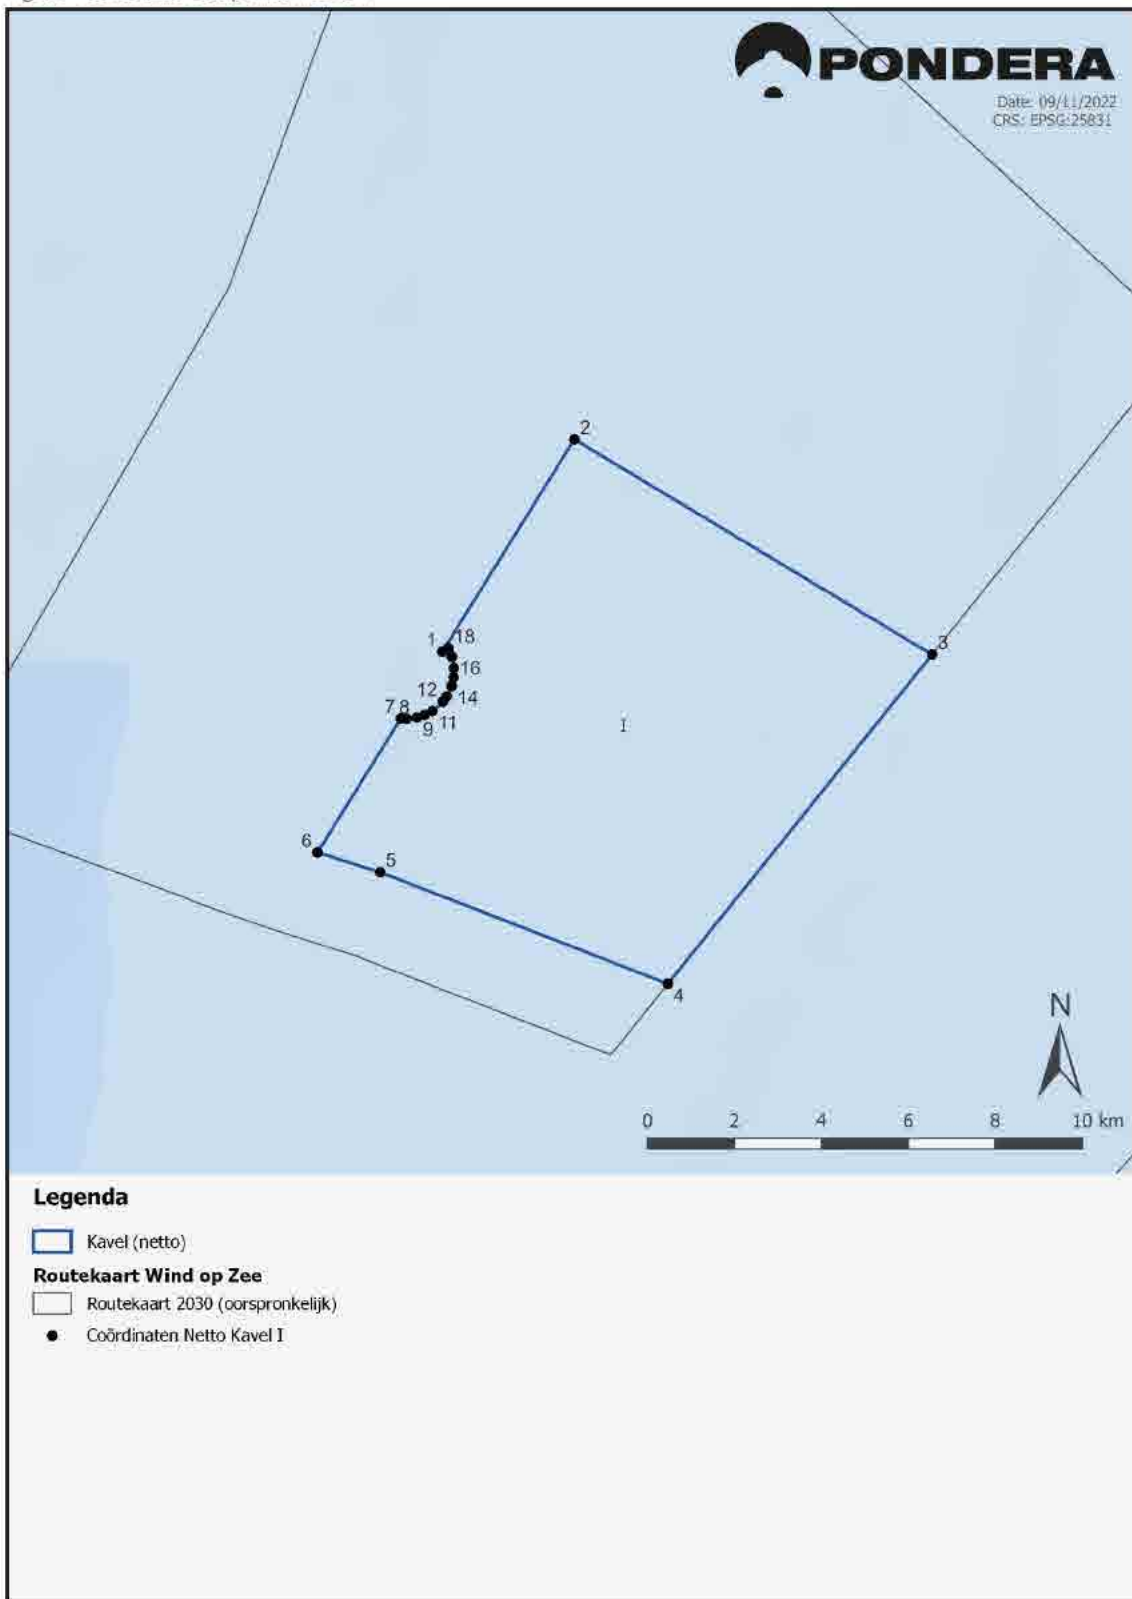 PONDERA
Date: 09/11/2022
CRS: EPSG:25831
2
3
1
18
16
12
14
7
8
9
11
I
6
5
4
N
0 2 4 6 8 10 km
Legenda
Kavel (netto)
Routekaart Wind op Zee
Routekaart 2030 (oorspronkelijk)
Coördinaten Netto Kavel I